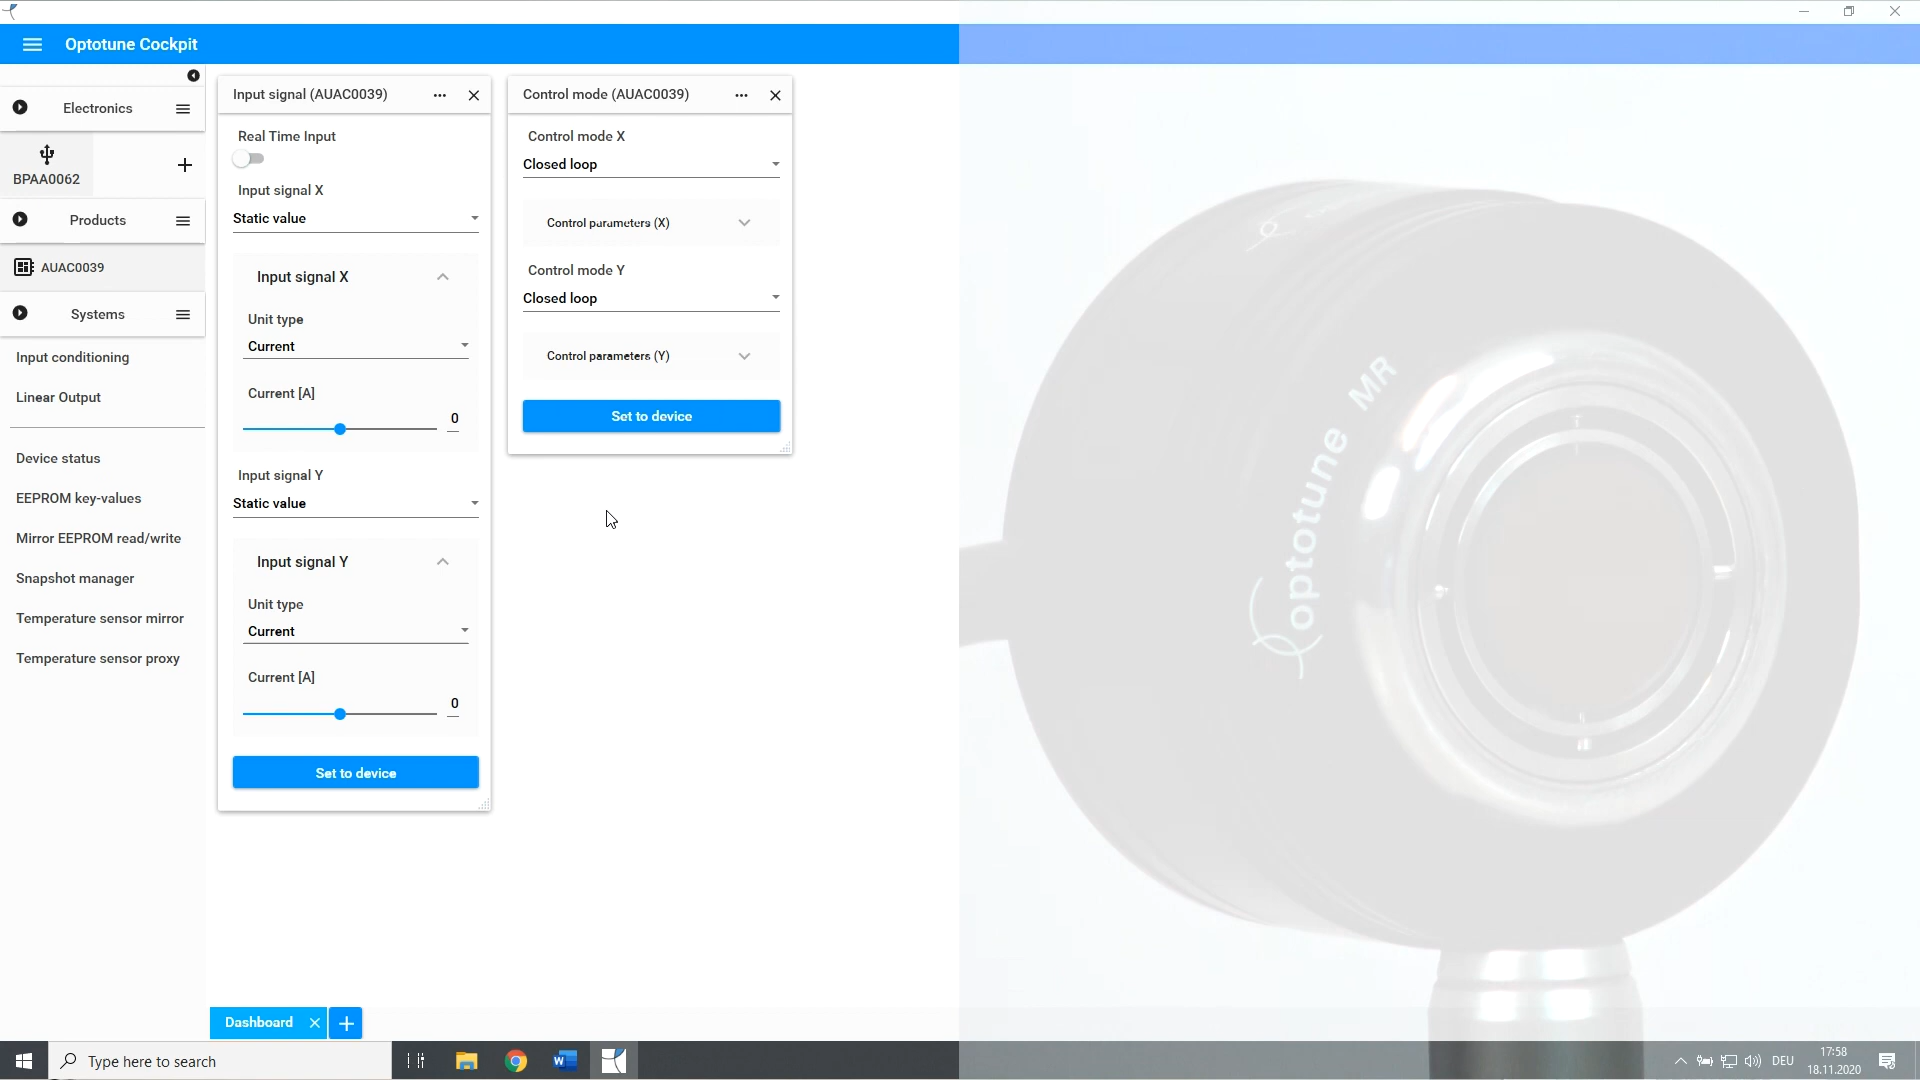 Optotune Cockpit
Electronics
BPAA0062
Products
AUAC0039
Systems
Input conditioning
Linear Output
Device status
EEPROM key-values
Mirror EEPROM read/write
Snapshot manager
Temperature sensor mirror
Temperature sensor proxy
Input signal (AUAC0039)
Real Time Input
Input signal X
Static value
Input signal X
Unit type
Current
Current [A]
0
Input signal Y
Static value
Input signal Y
Unit type
Current
Current [A]
0
Set to device
Control mode (AUAC0039)
Control mode X
Closed loop
Control parameters (X)
Control mode Y
Closed loop
Control parameters (Y)
Set to device
optotune MR
Dashboard
Type here to search
DEU
17:58
18.11.2020